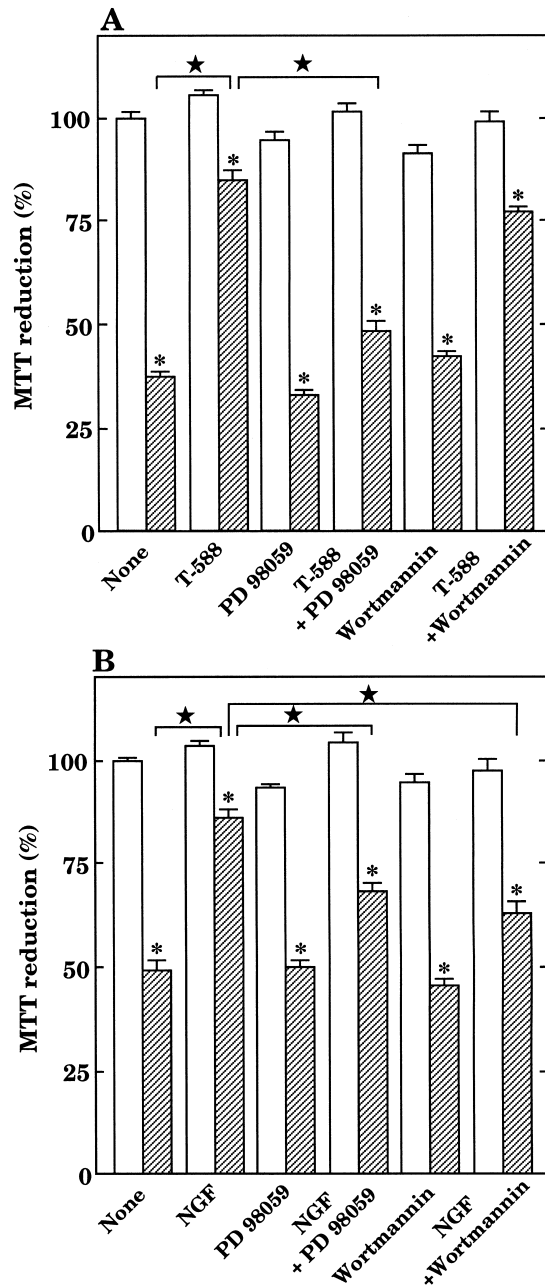 A
★ ★
MTT reduction (%)
100
75
50
25
0
* * * * * *
None
T-588
PD 98059
T-588
+ PD 98059
Wortmannin
T-588
+Wortmannin
B
★
★ ★
MTT reduction (%)
100
75
50
25
0
* * * * * *
None
NGF
PD 98059
NGF
+ PD 98059
Wortmannin
NGF
+Wortmannin